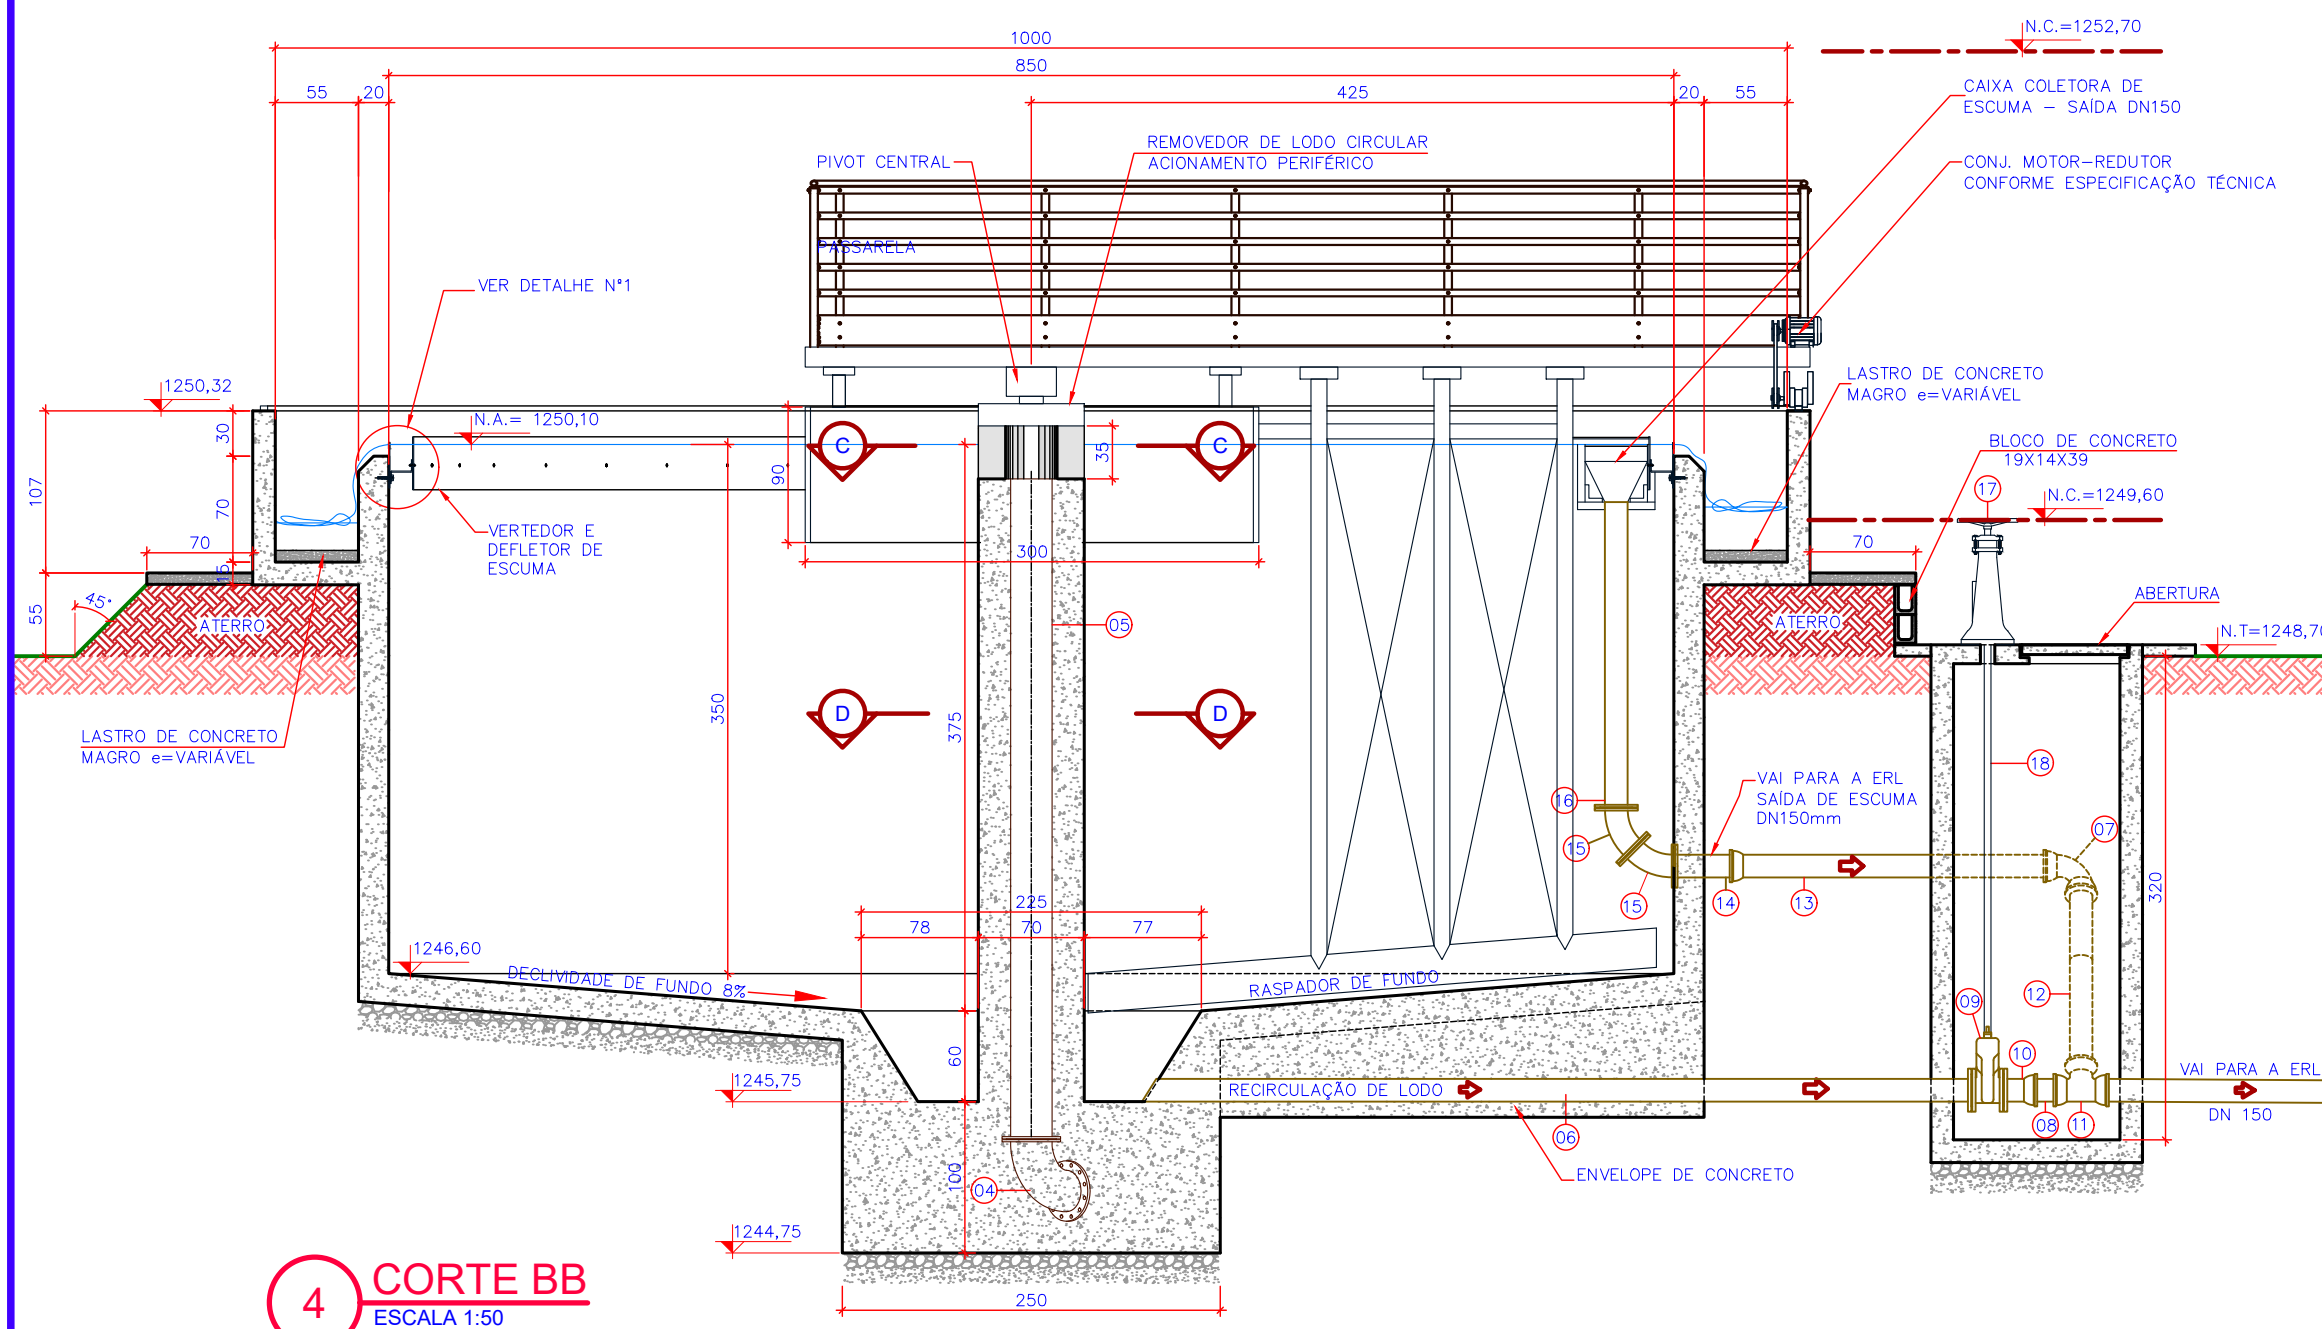 N.C.=1252,70
1000
850
55
20
425
20
55
CAIXA COLETORA DE
ESCUMA – SAÍDA DN150
REMOVEDOR DE LODO CIRCULAR
ACIONAMENTO PERIFÉRICO
PIVOT CENTRAL
CONJ. MOTOR–REDUTOR
CONFORME ESPECIFICAÇÃO TÉCNICA
PASSARELA
VER DETALHE N°1
1250,32
N.A.= 1250,10
LASTRO DE CONCRETO
MAGRO e=VARIÁVEL
30
C
C
35
90
BLOCO DE CONCRETO
19X14X39
107
70
17
N.C.=1249,60
VERTEDOR E
DEFLETOR DE
ESCUMA
70
300
70
15
45°
55
ATERRO
05
ATERRO
ABERTURA
N.T=1248,70
350
375
D
D
LASTRO DE CONCRETO
MAGRO e=VARIÁVEL
18
VAI PARA A ERL
SAÍDA DE ESCUMA
DN150mm
16
15
07
15
14
13
320
225
78
70
77
1246,60
DECLIVIDADE DE FUNDO 8%
RASPADOR DE FUNDO
09
12
60
1245,75
RECIRCULAÇÃO DE LODO
10
VAI PARA A ERL
DN 150
06
08
11
100
04
ENVELOPE DE CONCRETO
1244,75
250
4
CORTE BB
ESCALA 1:50